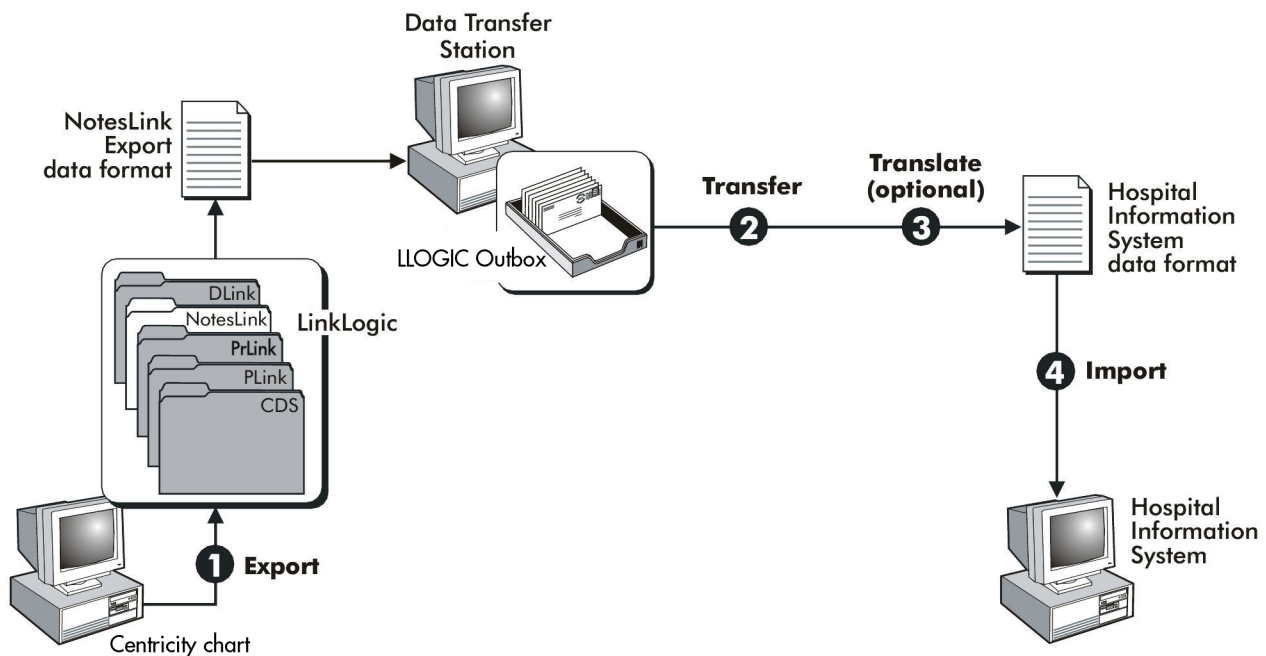 Data Transfer
Station
NotesLink
Export
data format
LLOGIC Outbox
Transfer
2
Translate
(optional)
3
Hospital
Information
System
data format
DLink
NotesLink
PrLink
PLink
CDS
LinkLogic
4 Import
1 Export
Centricity chart
Hospital
Information
System